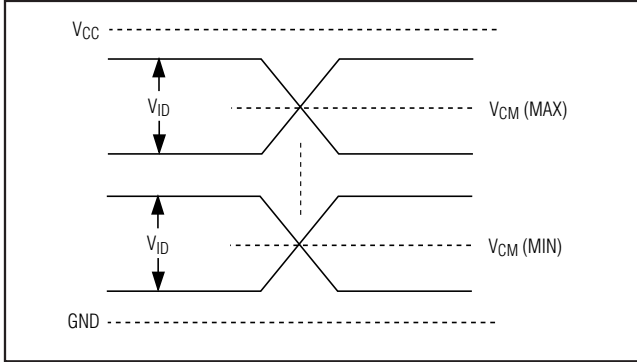 VCC
VID
VCM (MAX)
VID
VCM (MIN)
GND